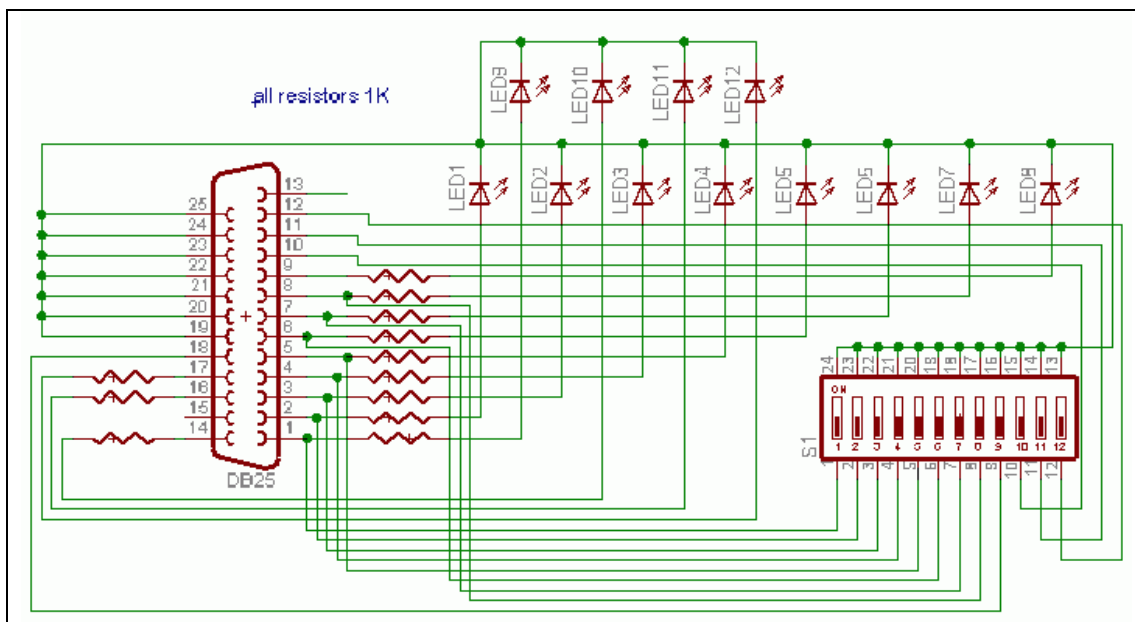 all resistors 1K
LED9
LED10
LED11
LED12
LED1
LED2
LED3
LED4
LED5
LED6
LED7
LED8
13
25
12
24
11
23
10
22
9
21
8
20
7
19
6
18
5
17
4
16
3
15
2
14
1
DB25
24 23 22 21 20 19 18 17 16 15 14 13
ON
1 2 3 4 5 6 7 8 9 10 11 12
S1
1 2 3 4 5 6 7 8 9 10 11 12